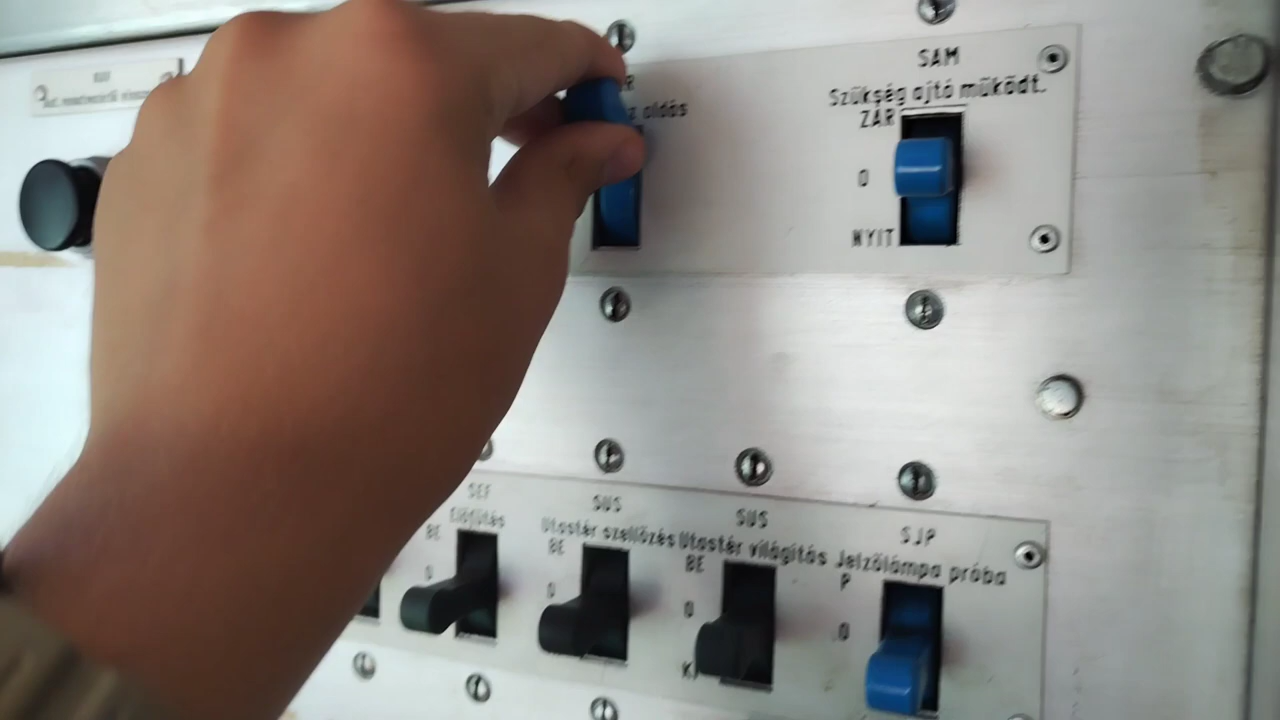 SAM
Szükség ajtó működt.
ZÁR
0
NYIT
R
z oldás
SEF
Előfűtés
BE
0
SUS
Utastér szellőzés
BE
0
SUS
Utastér világítás
BE
0
KI
SJP
Jelzőlámpa próba
P
0